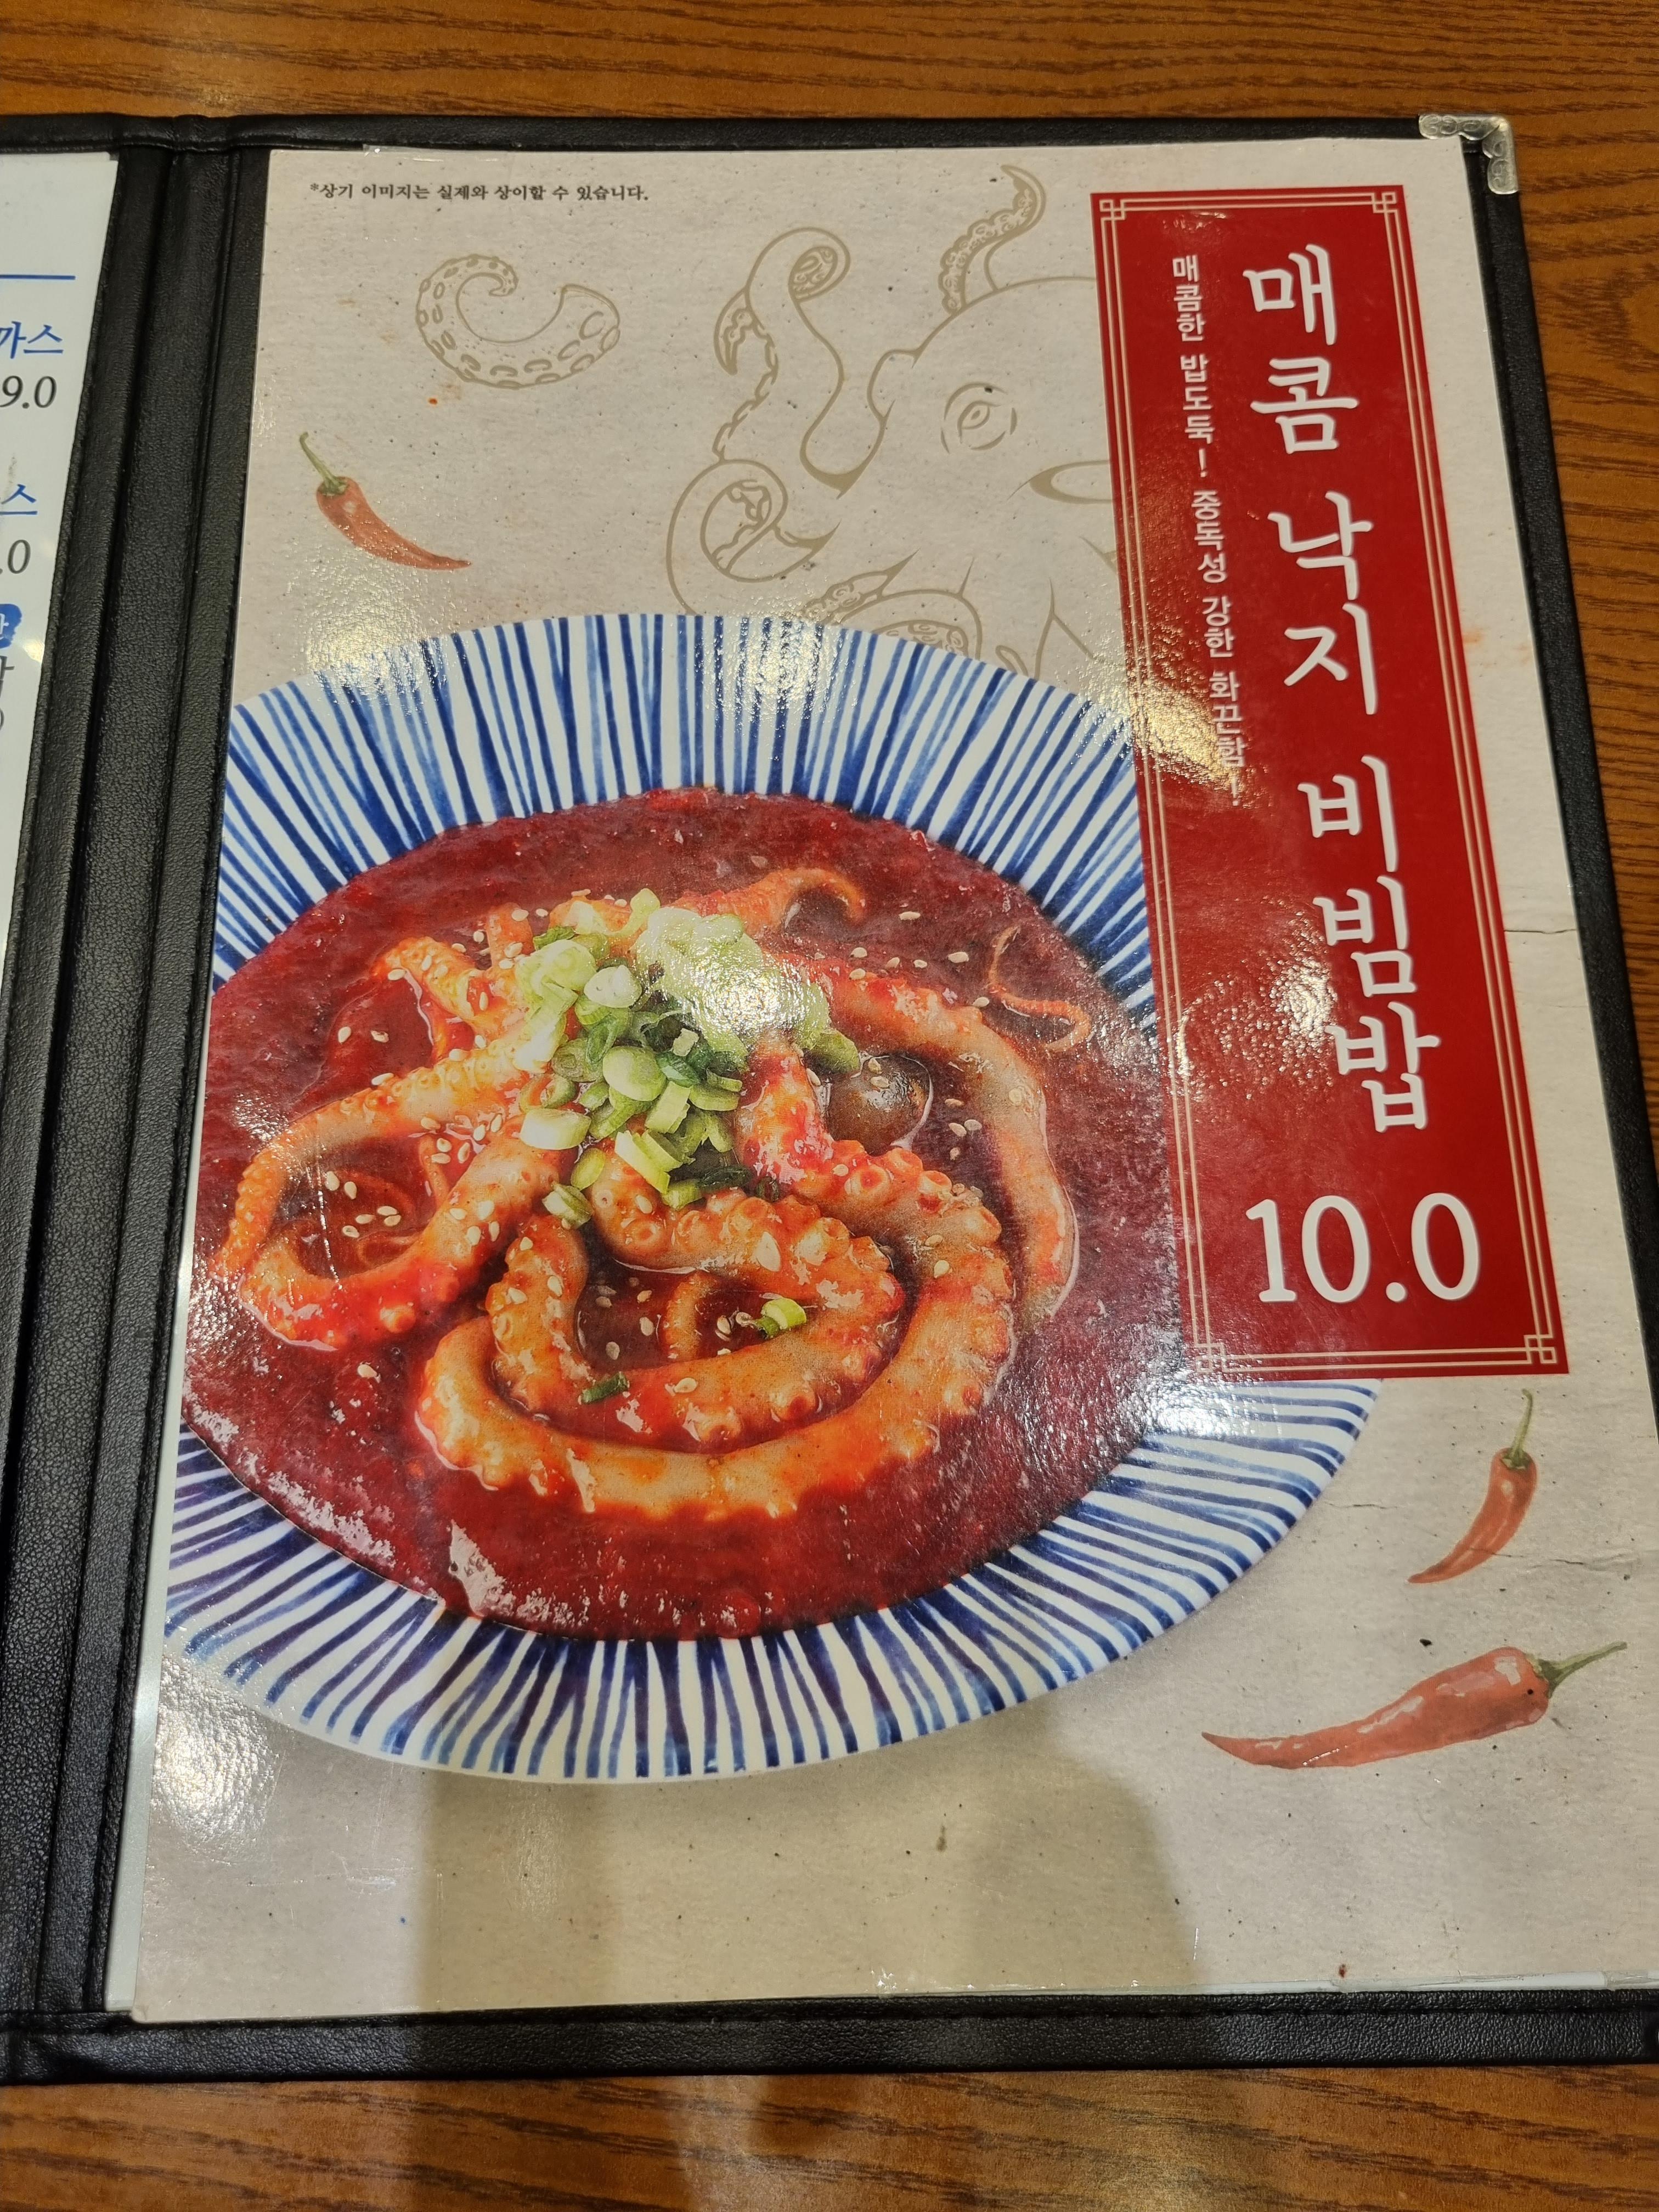 까스
9.0
스
.0
*상기 이미지는 실제와 상이할 수 있습니다.
매콤 낙지 비빔밥
매콤한 밥도둑! 중독성 강한 화끈함!
10.0